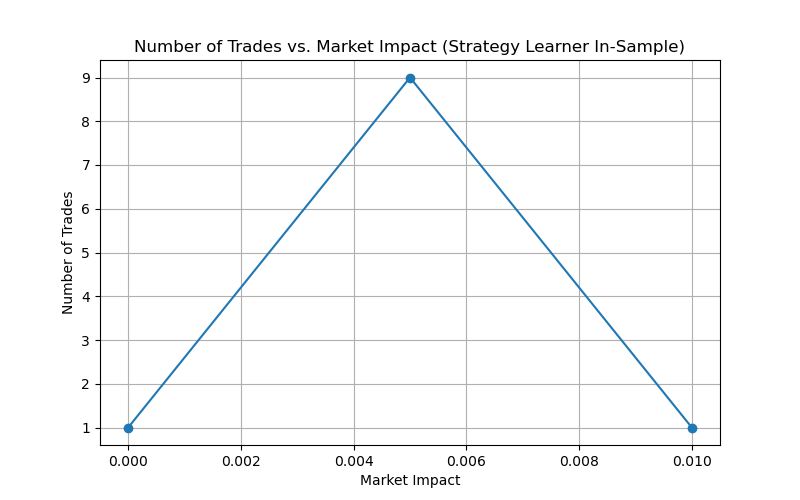 Number of Trades vs. Market Impact (Strategy Learner In-Sample)
9
8
7
6
5
4
3
2
1
Number of Trades
0.000 0.002 0.004 0.006 0.008 0.010
Market Impact